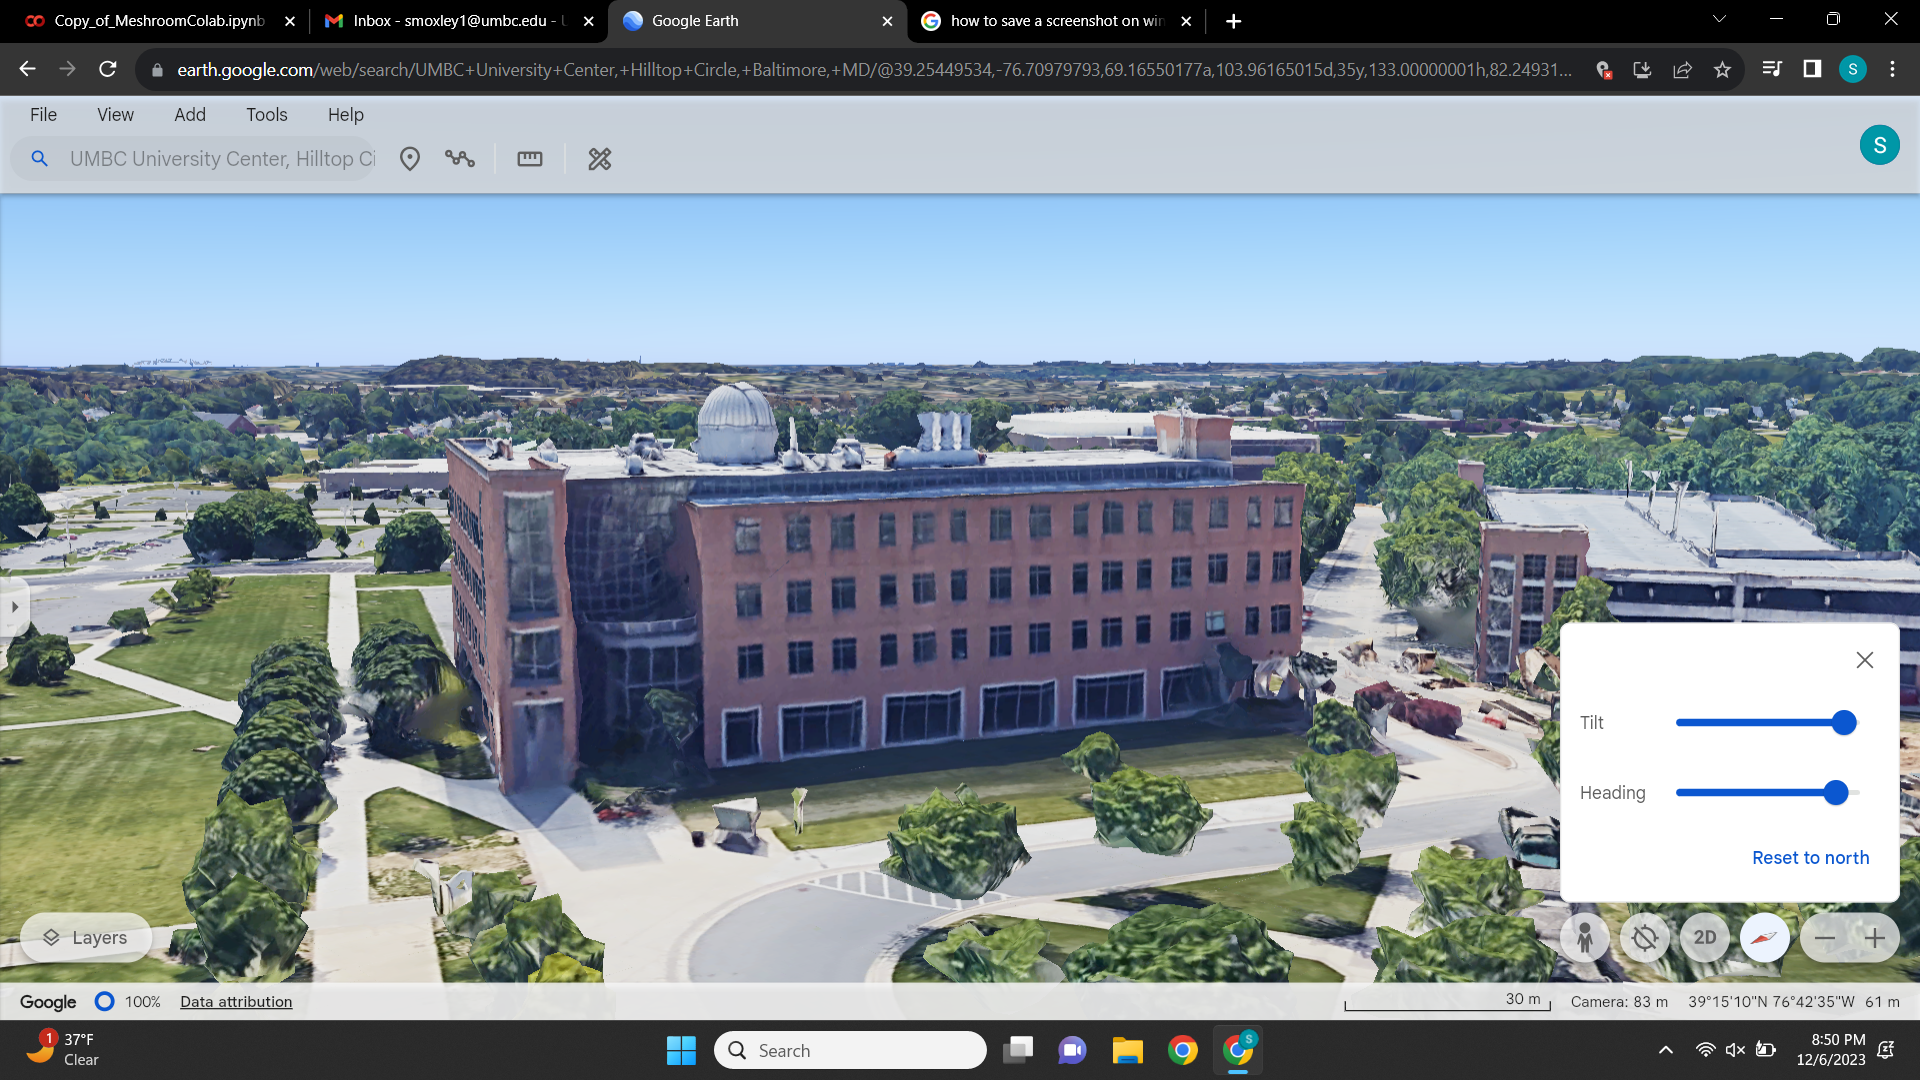 Copy_of_MeshroomColab.ipynb
Inbox - smoxley1@umbc.edu -
Google Earth
how to save a screenshot on win
earth.google.com/web/search/UMBC+University+Center,+Hilltop+Circle,+Baltimore,+MD/@39.25449534,-76.70979793,69.16550177a,103.96165015d,35y,133.00000001h,82.24931...
S
File View Add Tools Help
UMBC University Center, Hilltop Ci
S
Tilt
Heading
Reset to north
Layers
2D
Google 100% Data attribution
30 m Camera: 83 m 39°15'10"N 76°42'35"W 61 m
1
37°F
Clear
Search
S
8:50 PM
12/6/2023